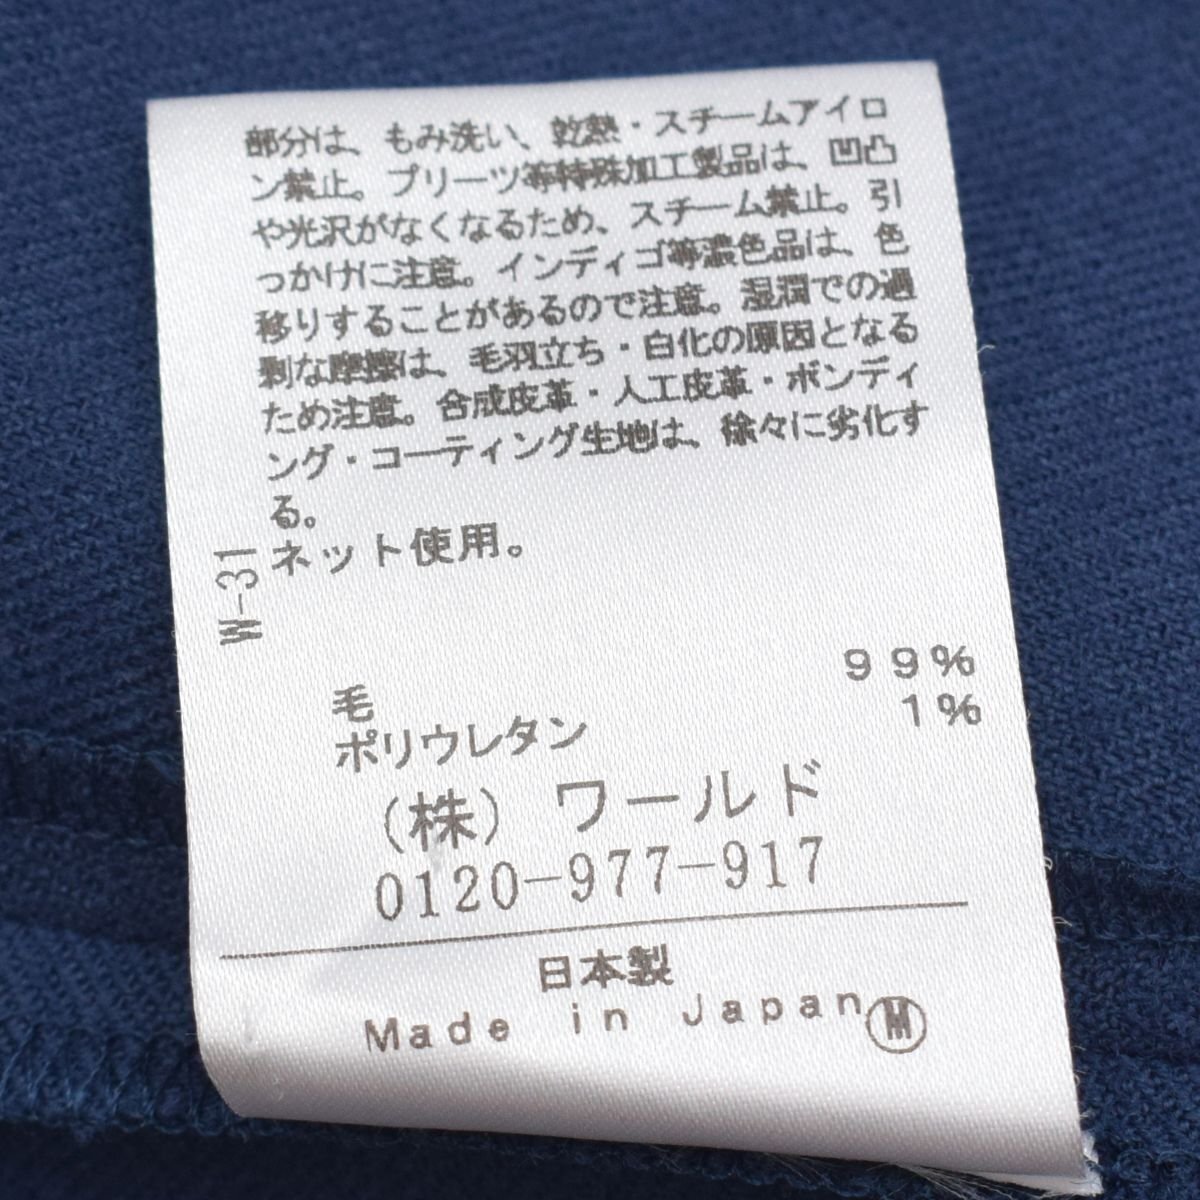 部分は、もみ洗い、乾熱・スチームアイロ
ン禁止。プリーツ等特殊加工製品は、凹凸
や光沢がなくなるため、スチーム禁止。引
っかけに注意。インディゴ等濃色品は、色
移りすることがあるので注意。湿潤での過
剰な摩擦は、毛羽立ち・白化の原因となる
ため注意。合成皮革・人工皮革・ボンディ
ング・コーティング生地は、徐々に劣化す
る。
ネット使用。
W-31
毛 99%
ポリウレタン 1%
(株) ワールド
0120-977-917
日本製
Made in Japan Ⓜ